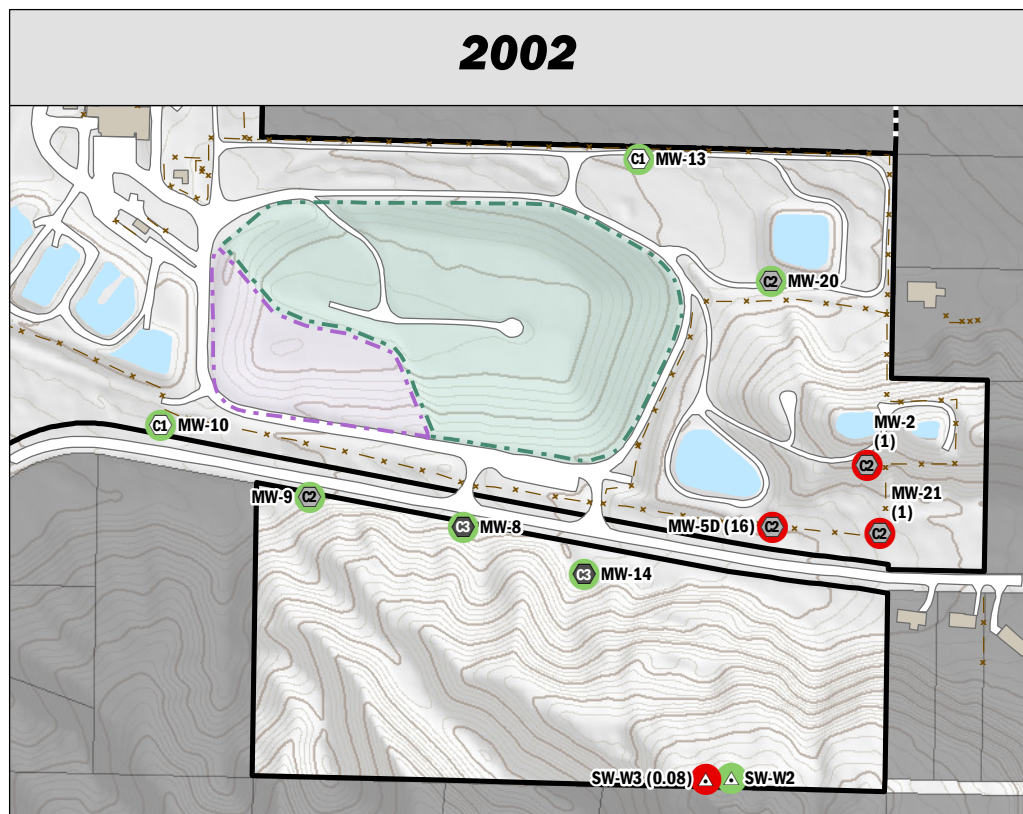 2002
C1 MW-13
C2 MW-20
MW-2
(1)
C1 MW-10
C2
MW-21
(1)
MW-9 C2
C3 MW-8
MW-5D (16) C2
C2
C3 MW-14
SW-W3 (0.08) SW-W2